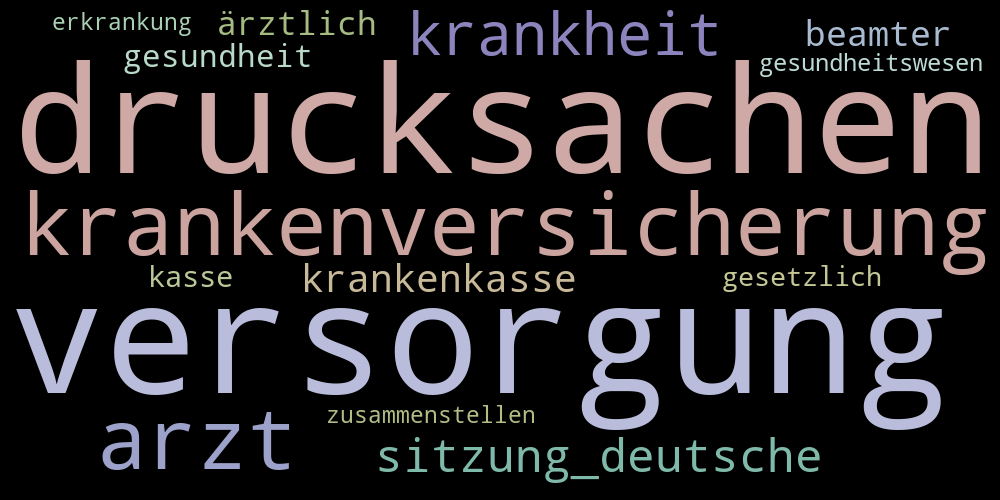 erkrankung ärztlich krankheit beamter
gesundheit gesundheitswesen
drucksachen
krankenversicherung
kasse krankenkasse gesetzlich
versorgung
arzt zusammenstellen
sitzung_deutsche